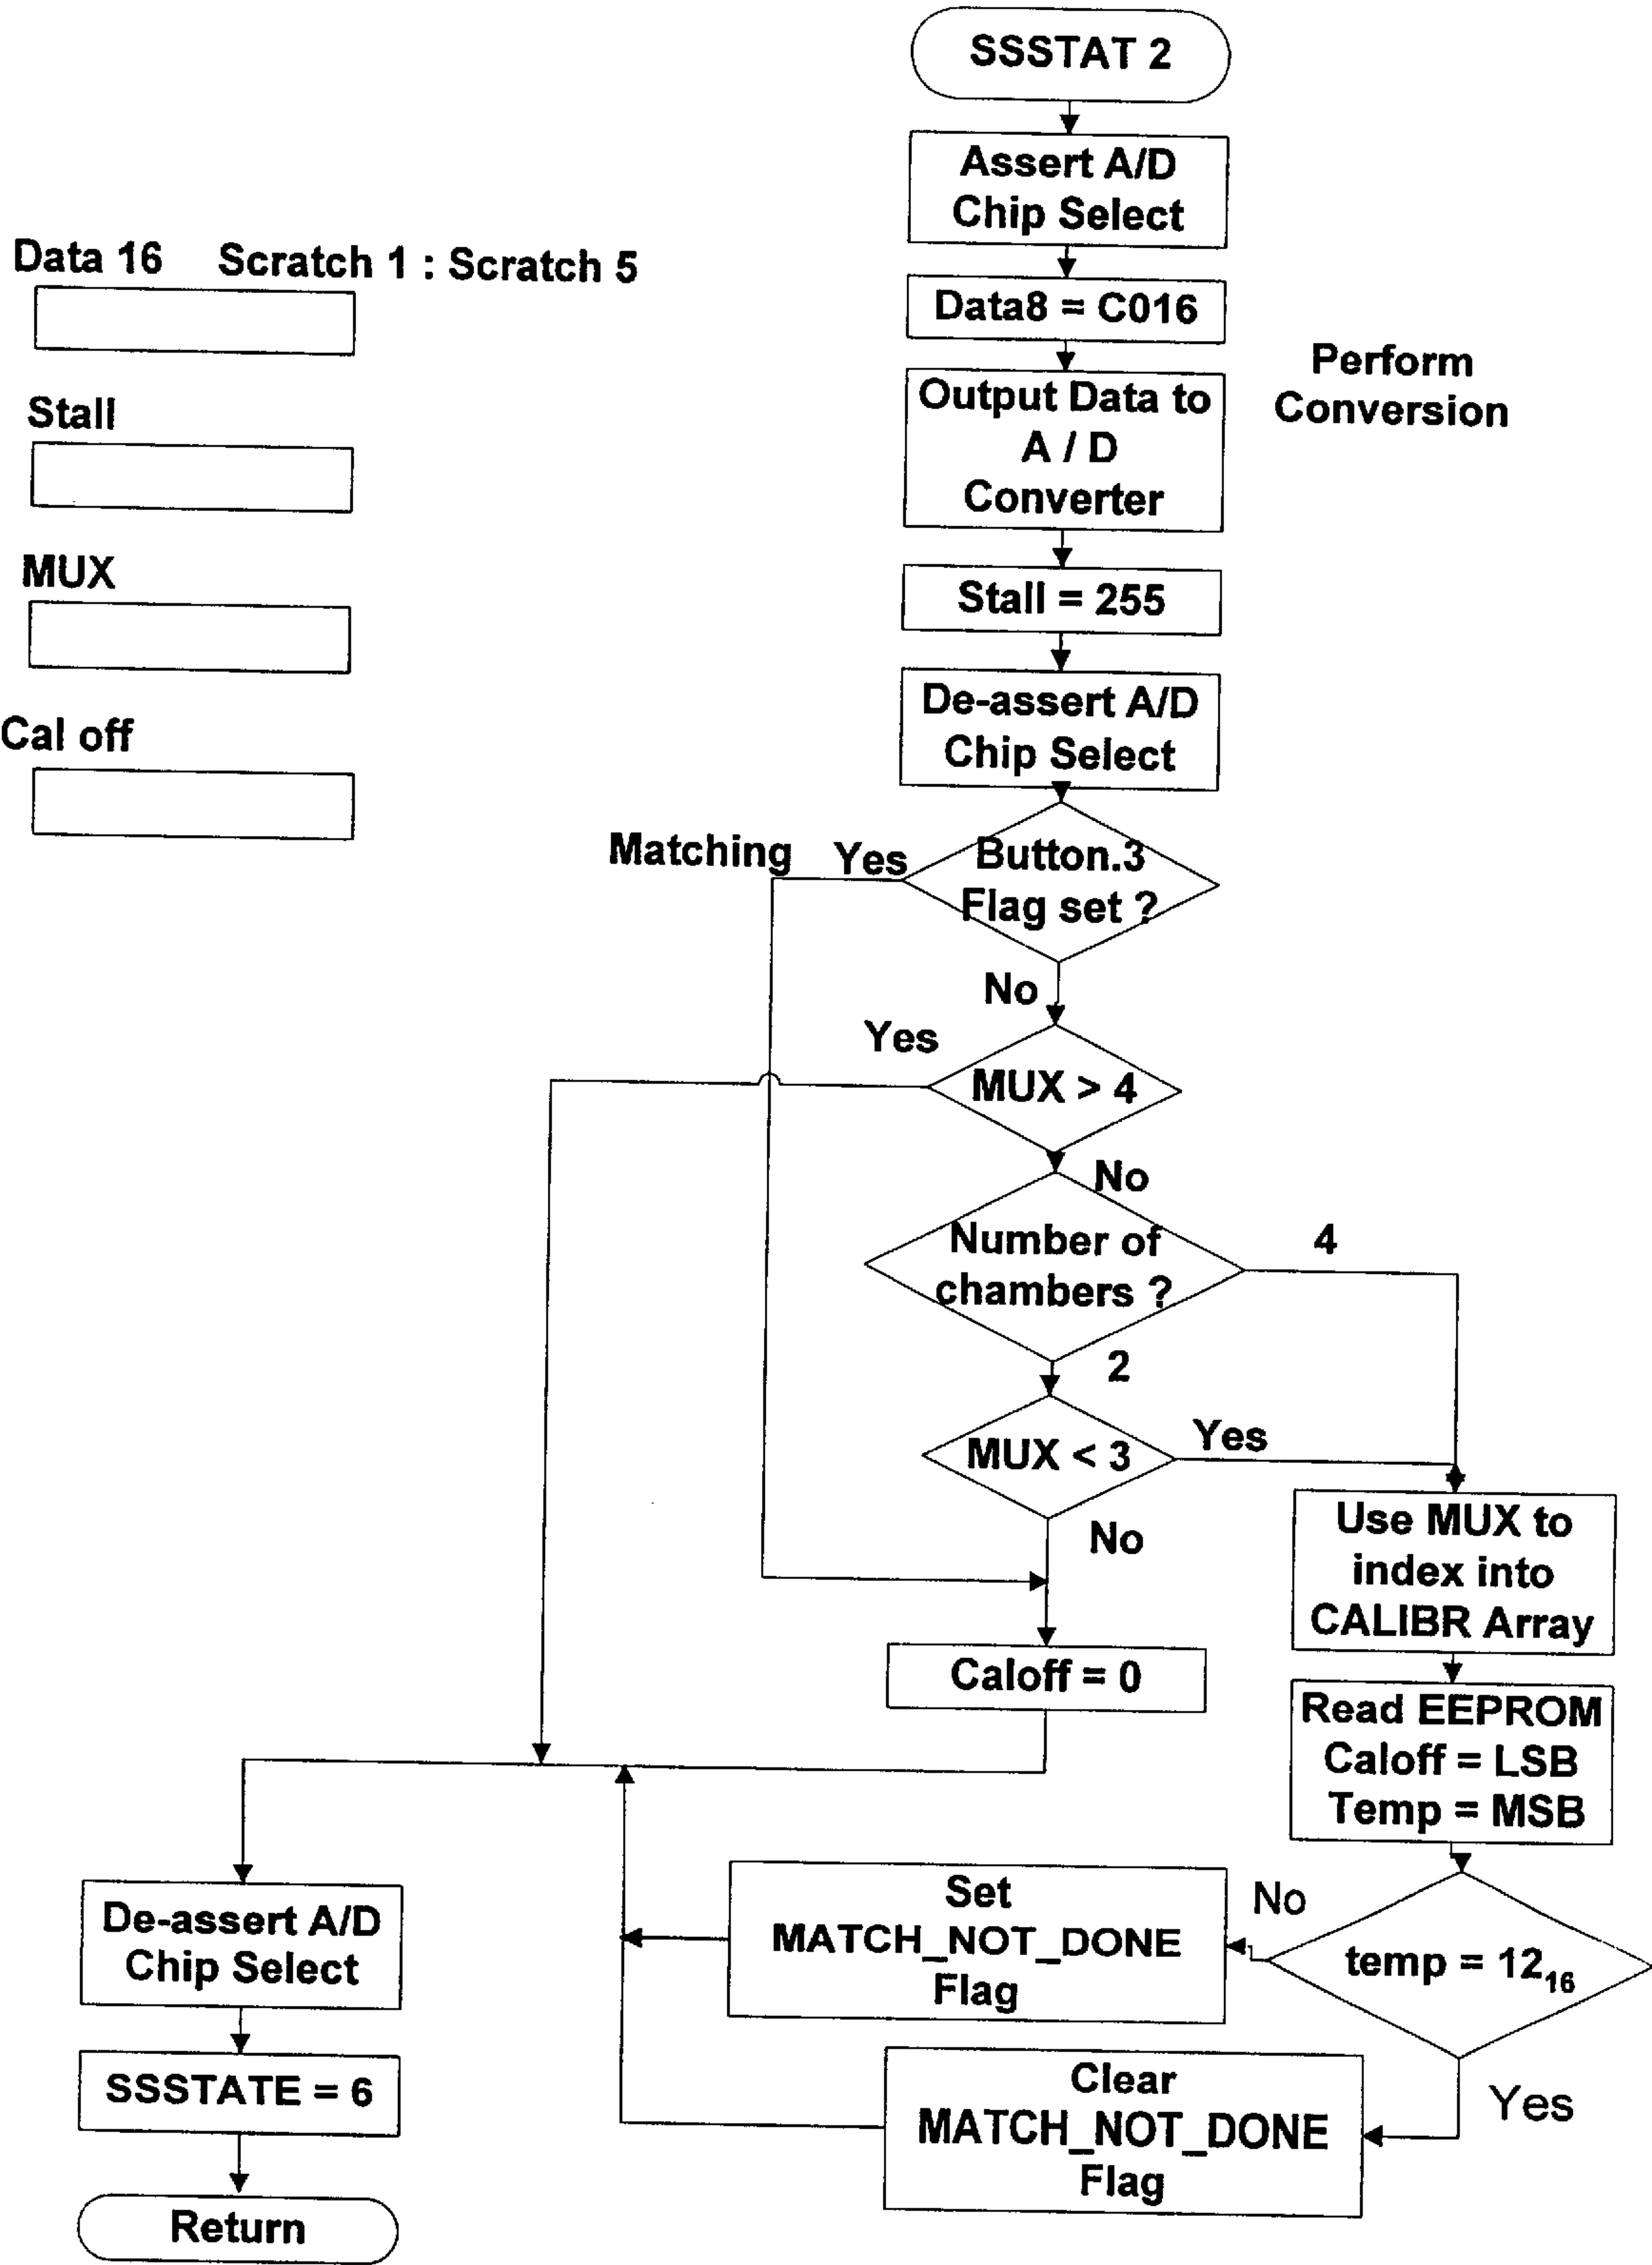 SSSTAT 2
Assert A/D
Chip Select
Data 16 Scratch 1 : Scratch 5
Data8 = C016
Perform
Conversion
Output Data to
A / D
Converter
Stall
Stall = 255
MUX
De-assert A/D
Chip Select
Cal off
Matching
Yes
Button.3
Flag set ?
No
Yes
MUX > 4
No
Number of
chambers ?
4
2
MUX < 3
Yes
No
Use MUX to
index into
CALIBR Array
Caloff = 0
Read EEPROM
Caloff = LSB
Temp = MSB
temp = 12₁₆
No
Set
MATCH_NOT_DONE
Flag
Yes
Clear
MATCH_NOT_DONE
Flag
De-assert A/D
Chip Select
SSSTATE = 6
Return